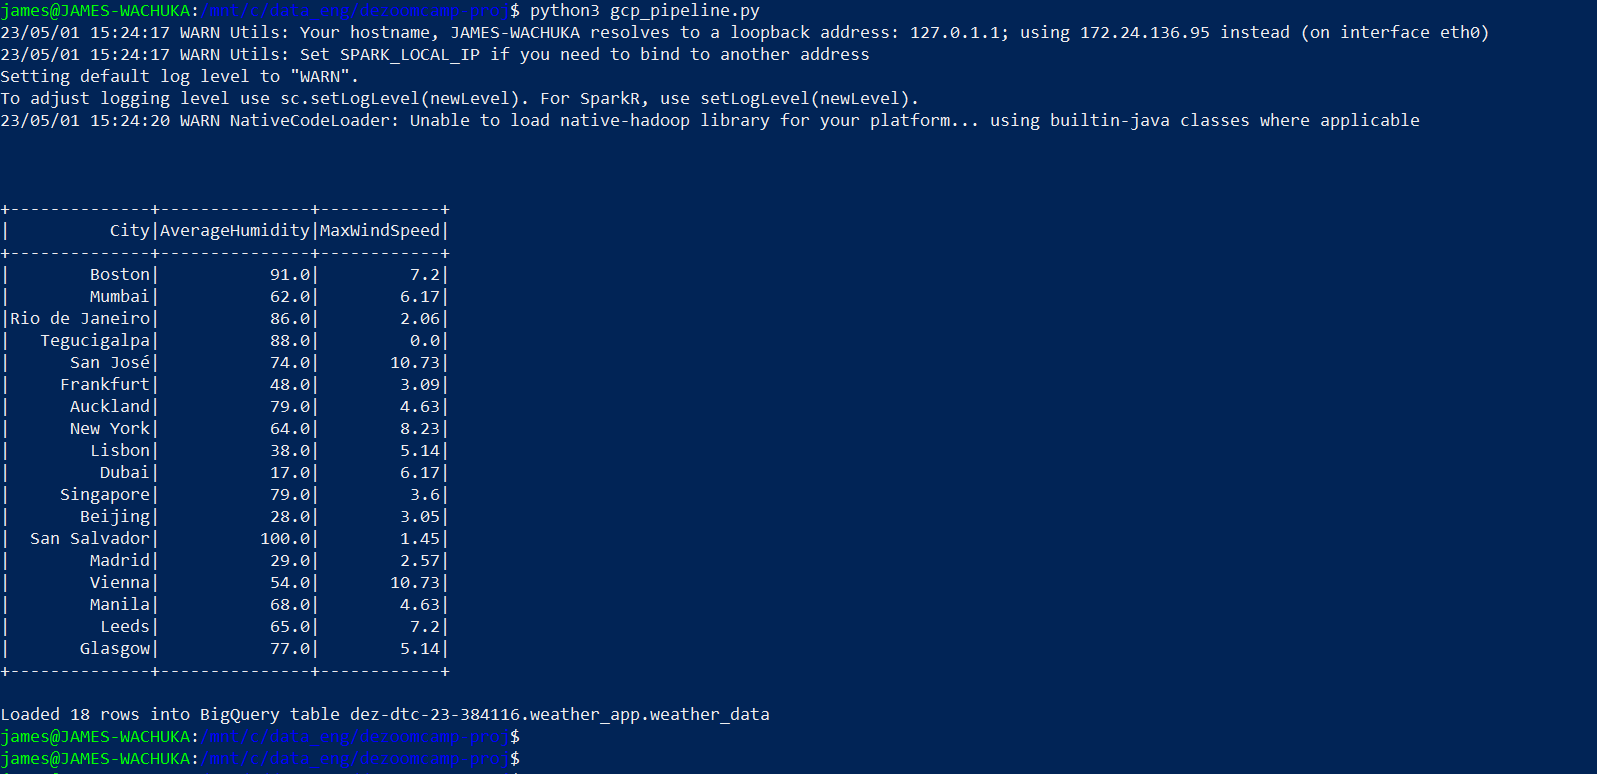 james@JAMES-WACHUKA:/mnt/c/data_eng/dezoomcamp_proj$ python3 gcp_pipeline.py
23/05/01 15:24:17 WARN Utils: Your hostname, JAMES-WACHUKA resolves to a loopback address: 127.0.1.1; using 172.24.136.95 instead (on interface eth0)
23/05/01 15:24:17 WARN Utils: Set SPARK_LOCAL_IP if you need to bind to another address
Setting default log level to "WARN".
To adjust logging level use sc.setLogLevel(newLevel). For SparkR, use setLogLevel(newLevel).
23/05/01 15:24:20 WARN NativeCodeLoader: Unable to load native-hadoop library for your platform... using builtin-java classes where applicable
+--------------+---------------+------------+
|          City|AverageHumidity|MaxWindSpeed|
+--------------+---------------+------------+
|        Boston|           91.0|         7.2|
|        Mumbai|           62.0|        6.17|
|Rio de Janeiro|           86.0|        2.06|
|   Tegucigalpa|           88.0|         0.0|
|      San José|           74.0|       10.73|
|     Frankfurt|           48.0|        3.09|
|      Auckland|           79.0|        4.63|
|      New York|           64.0|        8.23|
|        Lisbon|           38.0|        5.14|
|         Dubai|           17.0|        6.17|
|     Singapore|           79.0|         3.6|
|       Beijing|           28.0|        3.05|
|  San Salvador|          100.0|        1.45|
|        Madrid|           29.0|        2.57|
|        Vienna|           54.0|       10.73|
|        Manila|           68.0|        4.63|
|         Leeds|           65.0|         7.2|
|       Glasgow|           77.0|        5.14|
+--------------+---------------+------------+
Loaded 18 rows into BigQuery table dez-dtc-23-384116.weather_app.weather_data
james@JAMES-WACHUKA:/mnt/c/data_eng/dezoomcamp_proj$
james@JAMES-WACHUKA:/mnt/c/data_eng/dezoomcamp_proj$